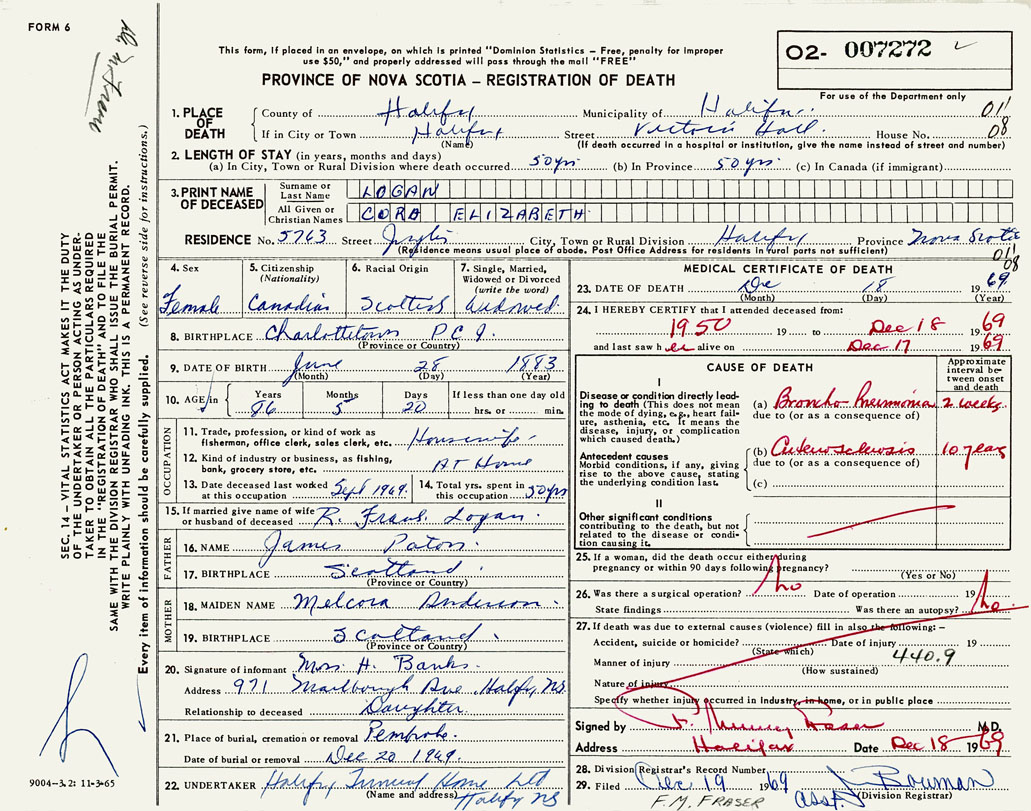 FORM 6
This form, if placed in an envelope, on which is printed "Dominion Statistics – Free, penalty for improper
use $50," and properly addressed will pass through the mail "FREE"
PROVINCE OF NOVA SCOTIA – REGISTRATION OF DEATH
O2- 007272
For use of the Department only
011
08
1. PLACE OF DEATH
County of Halifax Municipality of Halifax
If in City or Town Halifax Street Victoria Hall. House No.
(Name) (If death occurred in a hospital or institution, give the name instead of street and number)
2. LENGTH OF STAY (in years, months and days)
(a) In City, Town or Rural Division where death occurred 50 yrs (b) In Province 50 yrs (c) In Canada (if immigrant)
3. PRINT NAME OF DECEASED
Surname or Last Name LOGAN
All Given or Christian Names CORA ELIZABETH
RESIDENCE No. 5763 Street City, Town or Rural Division Halifax Province Nova Scotia
(Residence means usual place of abode. Post Office Address for residents in rural parts not sufficient)
011
08
4. Sex
Female
5. Citizenship (Nationality)
Canadian
6. Racial Origin
Scottish
7. Single, Married, Widowed or Divorced (write the word)
Widowed
8. BIRTHPLACE Charlottetown P.E.I.
(Province or Country)
9. DATE OF BIRTH June 28 1883
(Month) (Day) (Year)
10. AGE in Years Months Days If less than one day old
86 5 20 hrs. or min.
OCCUPATION
11. Trade, profession, or kind of work as fisherman, office clerk, sales clerk, etc. Housewife
12. Kind of industry or business, as fishing, bank, grocery store, etc. At Home
13. Date deceased last worked at this occupation Sept 1969
14. Total yrs. spent in this occupation 50 yrs
15. If married give name of wife or husband of deceased R. Logan
FATHER
16. NAME James Paton
17. BIRTHPLACE Scotland
(Province or Country)
MOTHER
18. MAIDEN NAME Melcora Anderson
19. BIRTHPLACE Scotland
(Province or Country)
20. Signature of informant Mrs. H. Banks
Address 971 Marlborough Ave Halifax NS
Relationship to deceased Daughter
21. Place of burial, cremation or removal Pembroke
Date of burial or removal Dec 20 1969
22. UNDERTAKER Halifax Funeral Home Ltd
(Name and address) Halifax NS
MEDICAL CERTIFICATE OF DEATH
23. DATE OF DEATH Dec 18 1969
(Month) (Day) (Year)
24. I HEREBY CERTIFY that I attended deceased from:
1950 19 to Dec 18 1969
and last saw her alive on Dec 17 1969
CAUSE OF DEATH
Approximate interval between onset and death
I
Disease or condition directly leading to death (This does not mean the mode of dying, e.g., heart failure, asthenia, etc. It means the disease, injury, or complication which caused death.)
(a) Broncho-Pneumonia 2 weeks
due to (or as a consequence of)
Antecedent causes
Morbid conditions, if any, giving rise to the above cause, stating the underlying condition last.
(b) Arteriosclerosis 10 years
due to (or as a consequence of)
(c)
II
Other significant conditions
contributing to the death, but not related to the disease or condition causing it.
25. If a woman, did the death occur either during pregnancy or within 90 days following pregnancy?
(Yes or No)
26. Was there a surgical operation? no Date of operation 19
State findings Was there an autopsy? no
27. If death was due to external causes (violence) fill in also the following: –
Accident, suicide or homicide? Date of injury 19
(State which)
Manner of injury 440.9
(How sustained)
Nature of injury
Specify whether injury occurred in industry, in home, or in public place
Signed by Fraser M.D.
Address Halifax Date Dec 18 1969
28. Division Registrar's Record Number
29. Filed Dec 19 1969 J. Bowman
asst. (Division Registrar)
F.M. FRASER
SEC. 14 – VITAL STATISTICS ACT MAKES IT THE DUTY
OF THE UNDERTAKER OR PERSON ACTING AS UNDER-
TAKER TO OBTAIN ALL THE PARTICULARS REQUIRED
IN THE "REGISTRATION OF DEATH" AND TO FILE THE
SAME WITH THE DIVISION REGISTRAR WHO SHALL ISSUE THE BURIAL PERMIT.
WRITE PLAINLY WITH UNFADING INK. THIS IS A PERMANENT RECORD.
Every item of information should be carefully supplied. (See reverse side for instructions.)
9004–3.2: 11-3-65